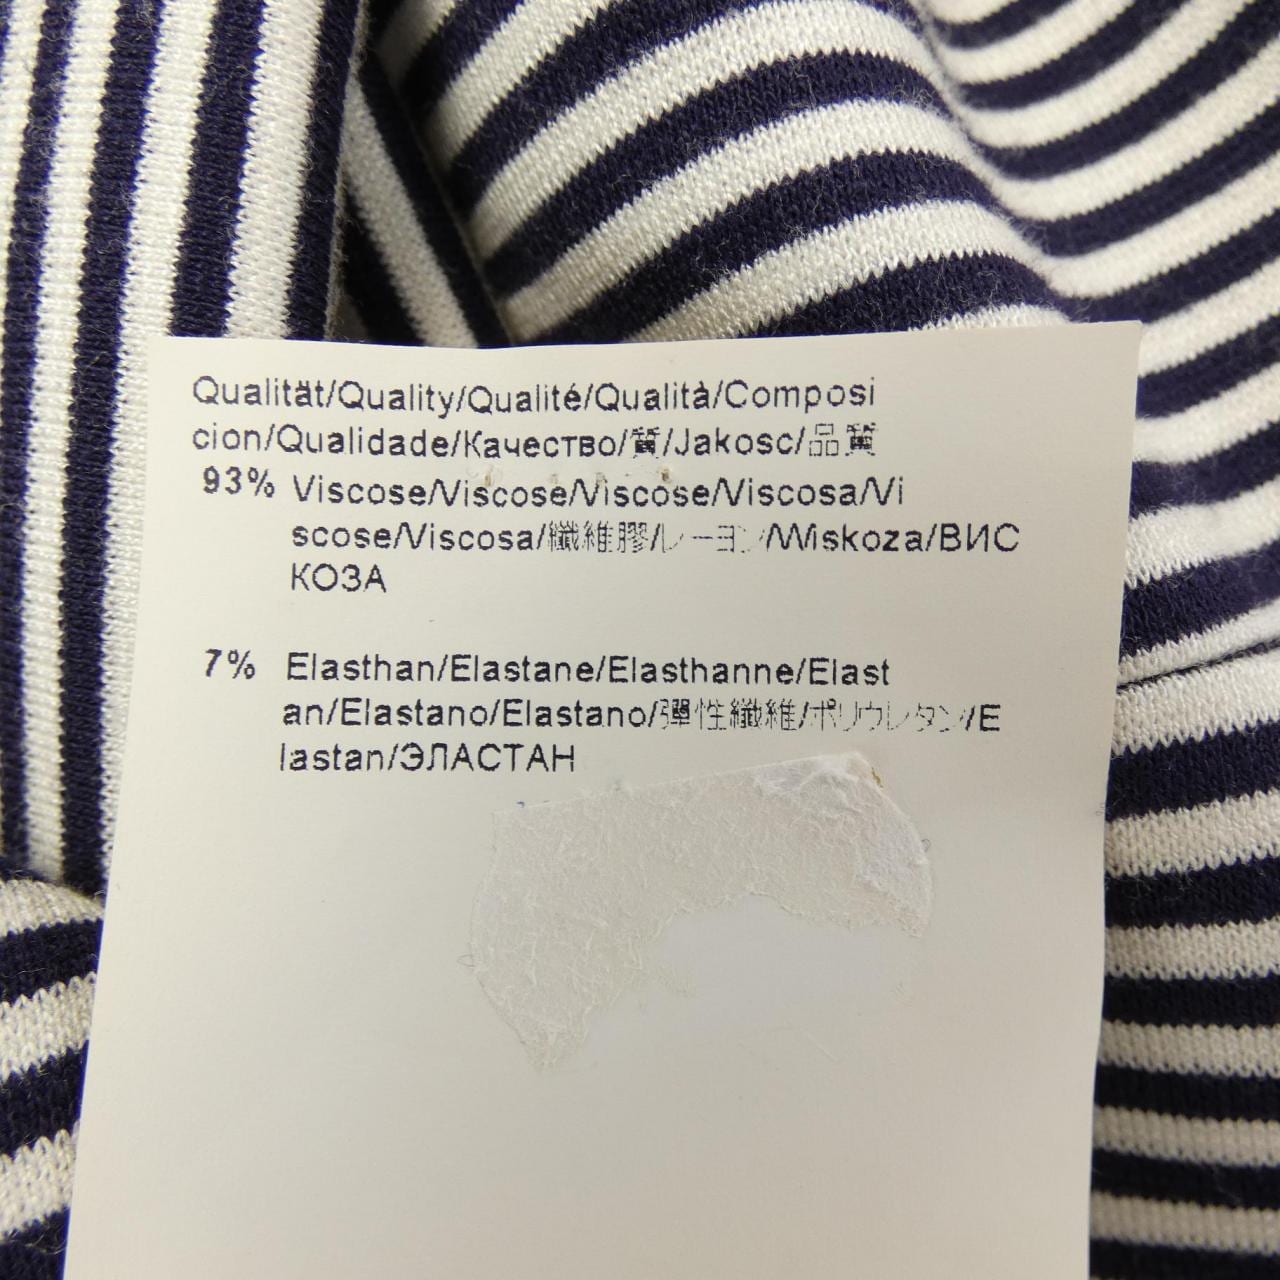 Qualität/Quality/Qualité/Qualità/Composi
cion/Qualidade/Качество/質/Jakosc/品質
93% Viscose/Viscose/Viscose/Viscosa/Vi
scose/Viscosa/纖維膠/レーヨン/Wiskoza/ВИС
КОЗА
7% Elasthan/Elastane/Elasthanne/Elast
an/Elastano/Elastano/彈性纖維/ポリウレタン/E
lastan/ЭЛАСТАН